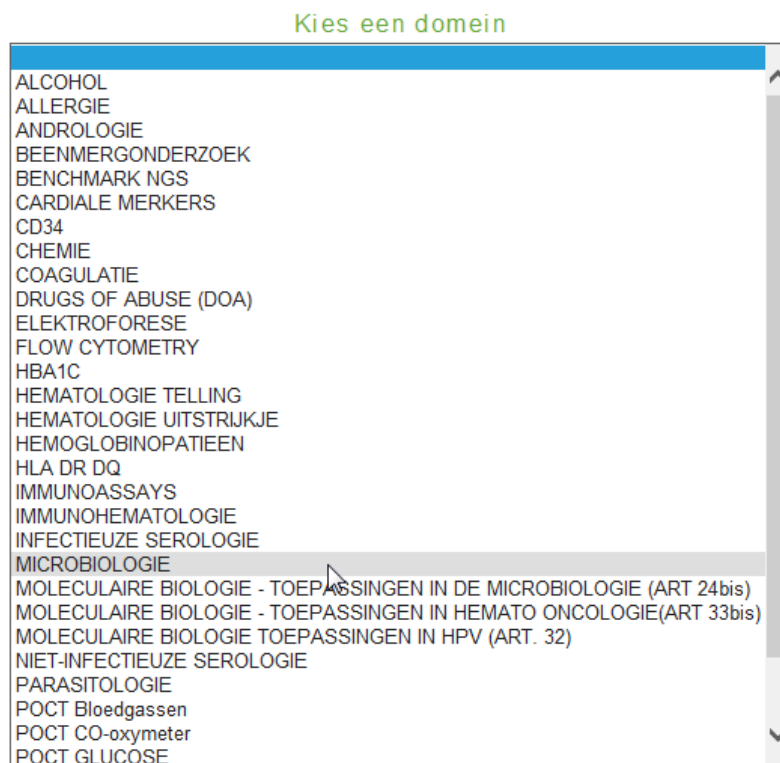 Kies een domein
ALCOHOL
ALLERGIE
ANDROLOGIE
BEENMERGONDERZOEK
BENCHMARK NGS
CARDIALE MERKERS
CD34
CHEMIE
COAGULATIE
DRUGS OF ABUSE (DOA)
ELEKTROFORESE
FLOW CYTOMETRY
HBA1C
HEMATOLOGIE TELLING
HEMATOLOGIE UITSTRIJKJE
HEMOGLOBINOPATIEEN
HLA DR DQ
IMMUNOASSAYS
IMMUNOHEMATOLOGIE
INFECTIEUZE SEROLOGIE
MICROBIOLOGIE
MOLECULAIRE BIOLOGIE - TOEPASSINGEN IN DE MICROBIOLOGIE (ART 24bis)
MOLECULAIRE BIOLOGIE - TOEPASSINGEN IN HEMATO ONCOLOGIE(ART 33bis)
MOLECULAIRE BIOLOGIE TOEPASSINGEN IN HPV (ART. 32)
NIET-INFECTIEUZE SEROLOGIE
PARASITOLOGIE
POCT Bloedgassen
POCT CO-oxymeter
POCT GLUCOSE